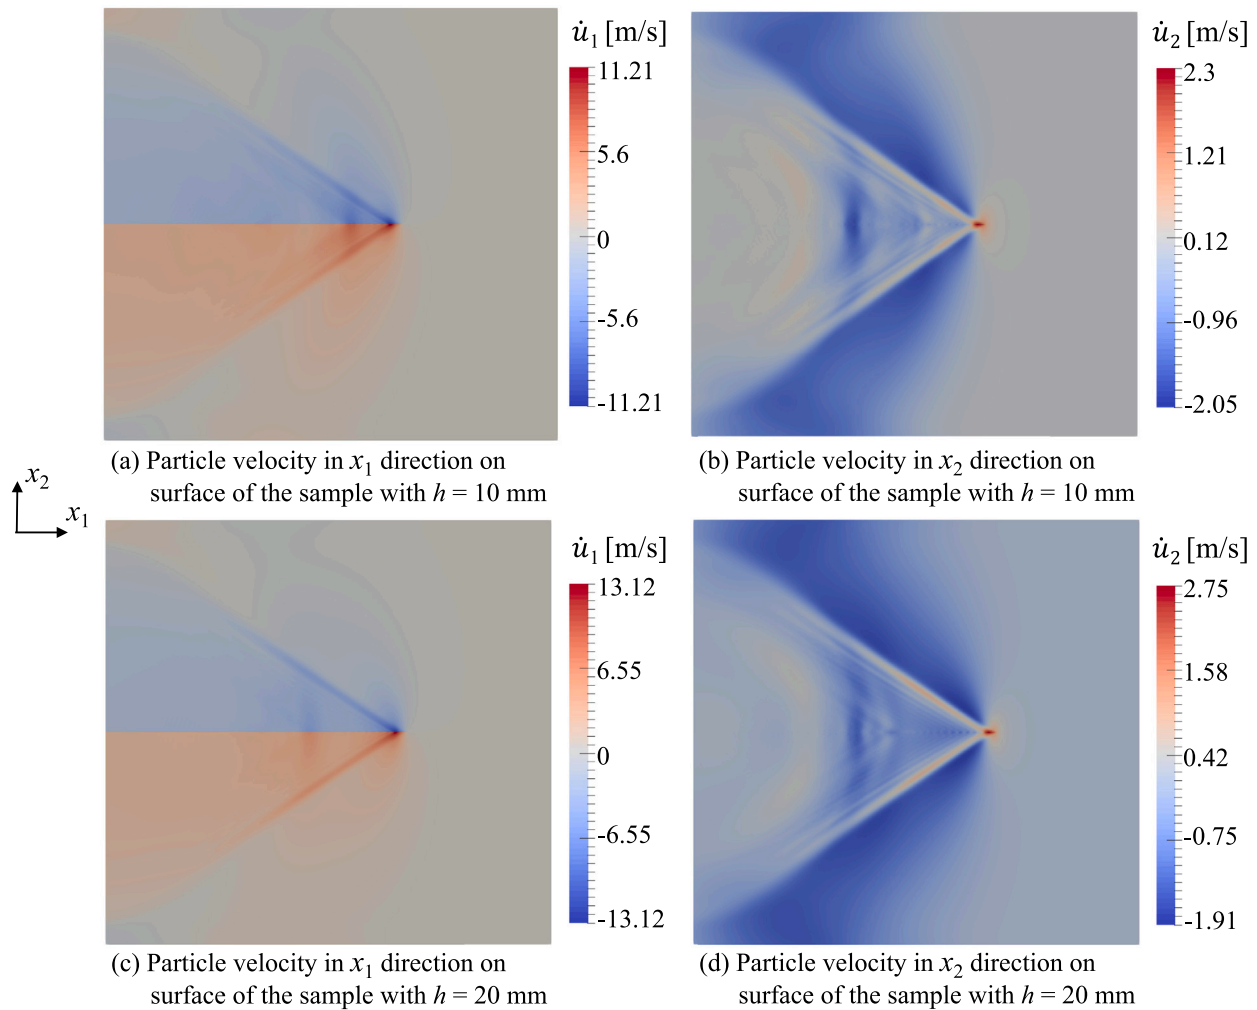 u̇₁ [m/s]
11.21
5.6
0
-5.6
-11.21
u̇₂ [m/s]
2.3
1.21
0.12
-0.96
-2.05
(a) Particle velocity in x₁ direction on
surface of the sample with h = 10 mm
(b) Particle velocity in x₂ direction on
surface of the sample with h = 10 mm
x₂
x₁
u̇₁ [m/s]
13.12
6.55
0
-6.55
-13.12
u̇₂ [m/s]
2.75
1.58
0.42
-0.75
-1.91
(c) Particle velocity in x₁ direction on
surface of the sample with h = 20 mm
(d) Particle velocity in x₂ direction on
surface of the sample with h = 20 mm